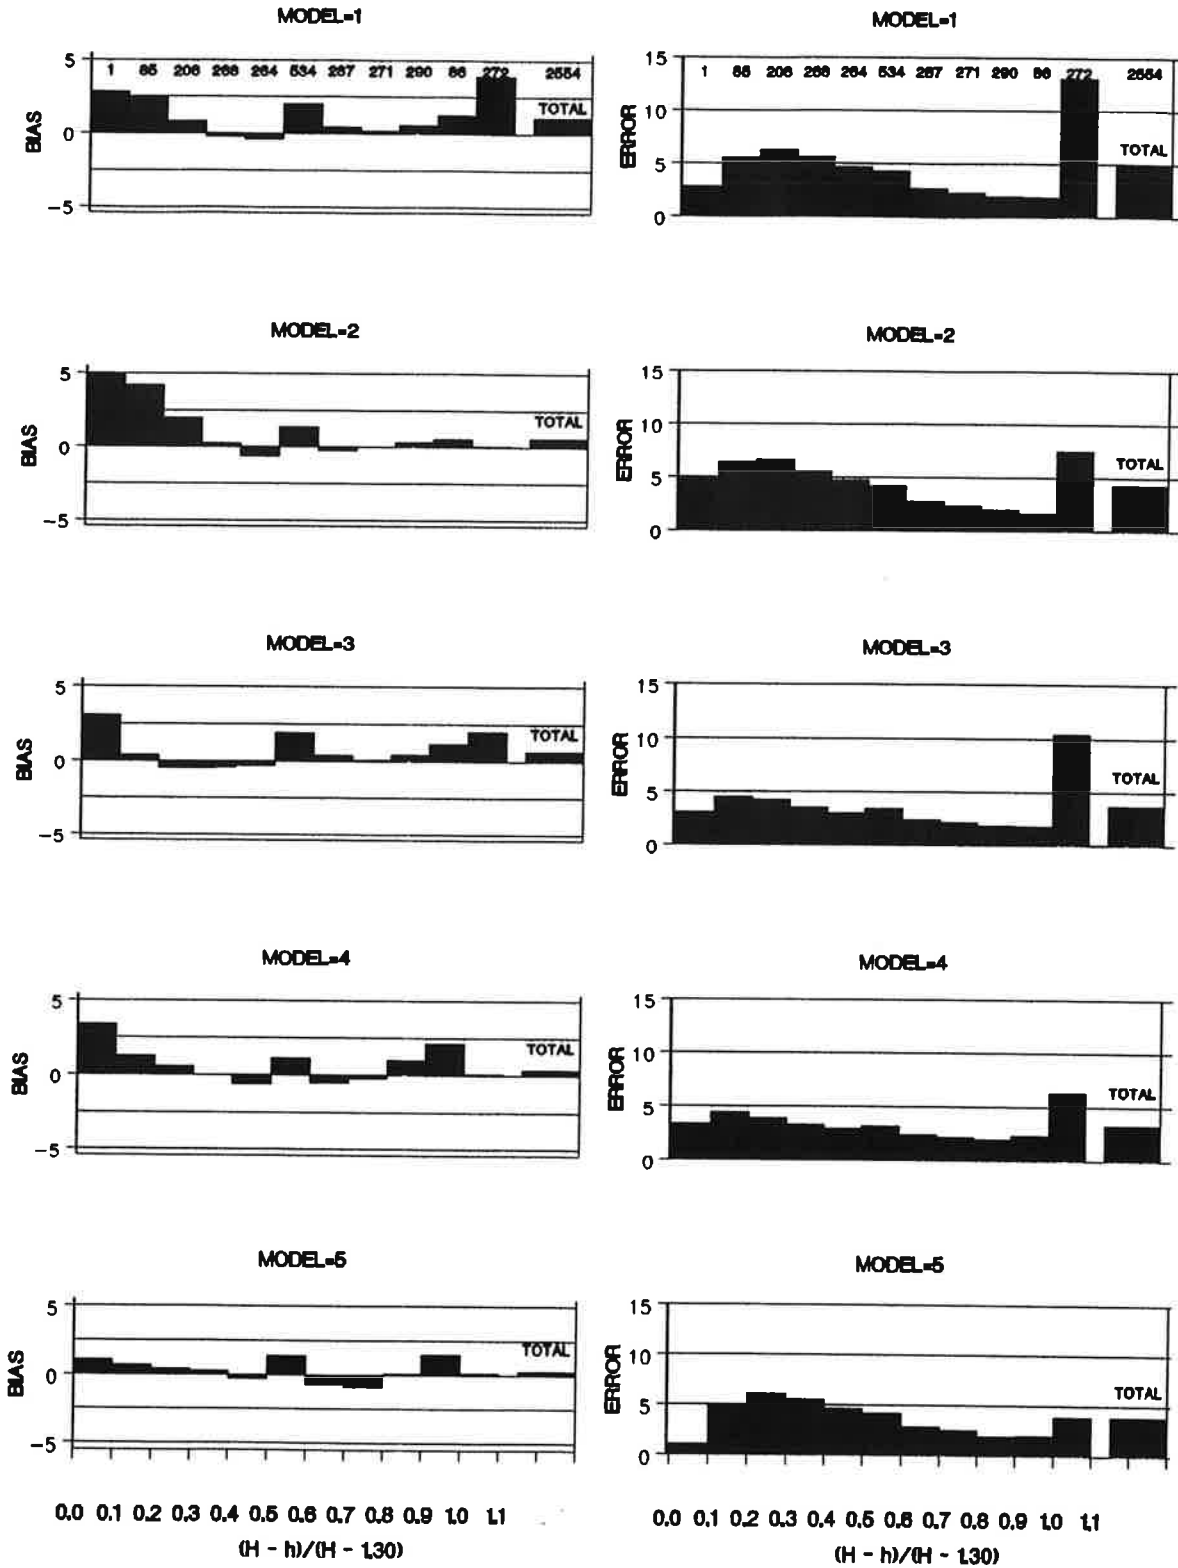 MODEL=1
5
1 85 206 268 264 534 287 271 290 86 272 2554
TOTAL
BIAS
0
−5
MODEL=1
15
1 85 206 268 264 534 287 271 290 86 272 2554
10
ERROR
TOTAL
5
0
MODEL=2
5
TOTAL
BIAS
0
−5
MODEL=2
15
10
ERROR
TOTAL
5
0
MODEL=3
5
TOTAL
BIAS
0
−5
MODEL=3
15
10
ERROR
TOTAL
5
0
MODEL=4
5
TOTAL
BIAS
0
−5
MODEL=4
15
10
ERROR
TOTAL
5
0
MODEL=5
5
TOTAL
BIAS
0
−5
0.0 0.1 0.2 0.3 0.4 0.5 0.6 0.7 0.8 0.9 1.0 1.1
(H - h)/(H - 1.30)
MODEL=5
15
10
ERROR
TOTAL
5
0
0.0 0.1 0.2 0.3 0.4 0.5 0.6 0.7 0.8 0.9 1.0 1.1
(H - h)/(H - 1.30)